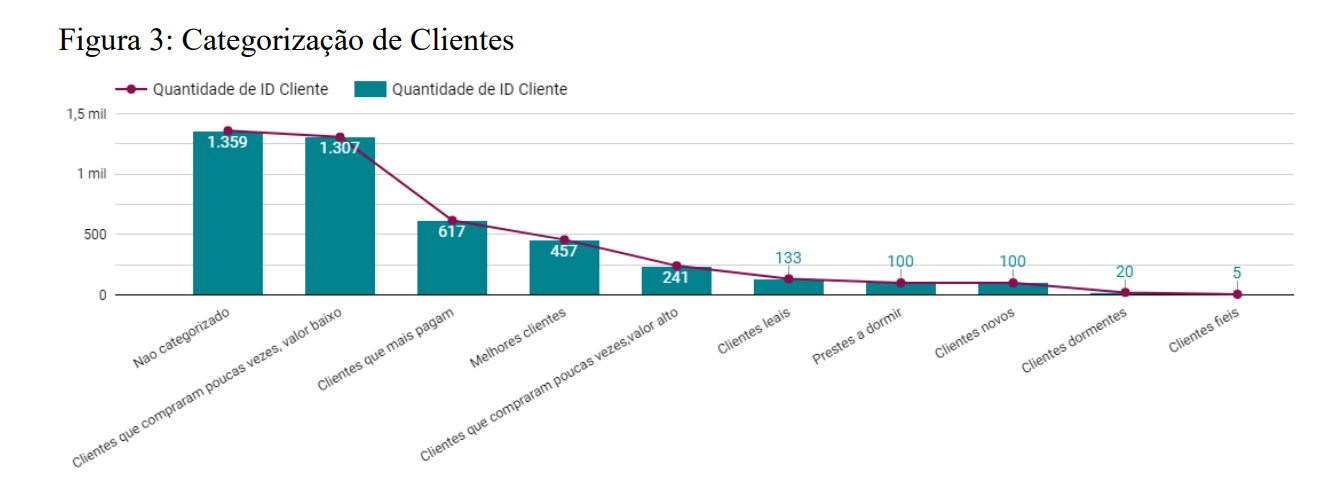 Figura 3: Categorização de Clientes
Quantidade de ID Cliente
Quantidade de ID Cliente
1,5 mil
1 mil
500
0
1.359
1.307
617
457
241
133
100
100
20
5
Nao categorizado
Clientes que compraram poucas vezes, valor baixo
Clientes que mais pagam
Melhores clientes
Clientes que compraram poucas vezes,valor alto
Clientes leais
Prestes a dormir
Clientes novos
Clientes dormentes
Clientes fieis